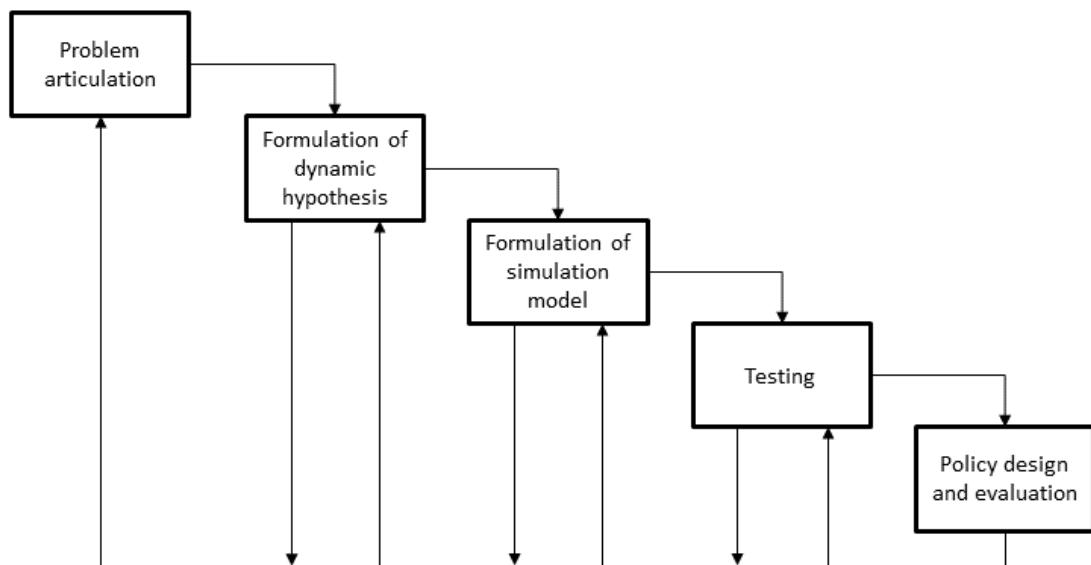 Problem
articulation
Formulation of
dynamic
hypothesis
Formulation of
simulation
model
Testing
Policy design
and evaluation